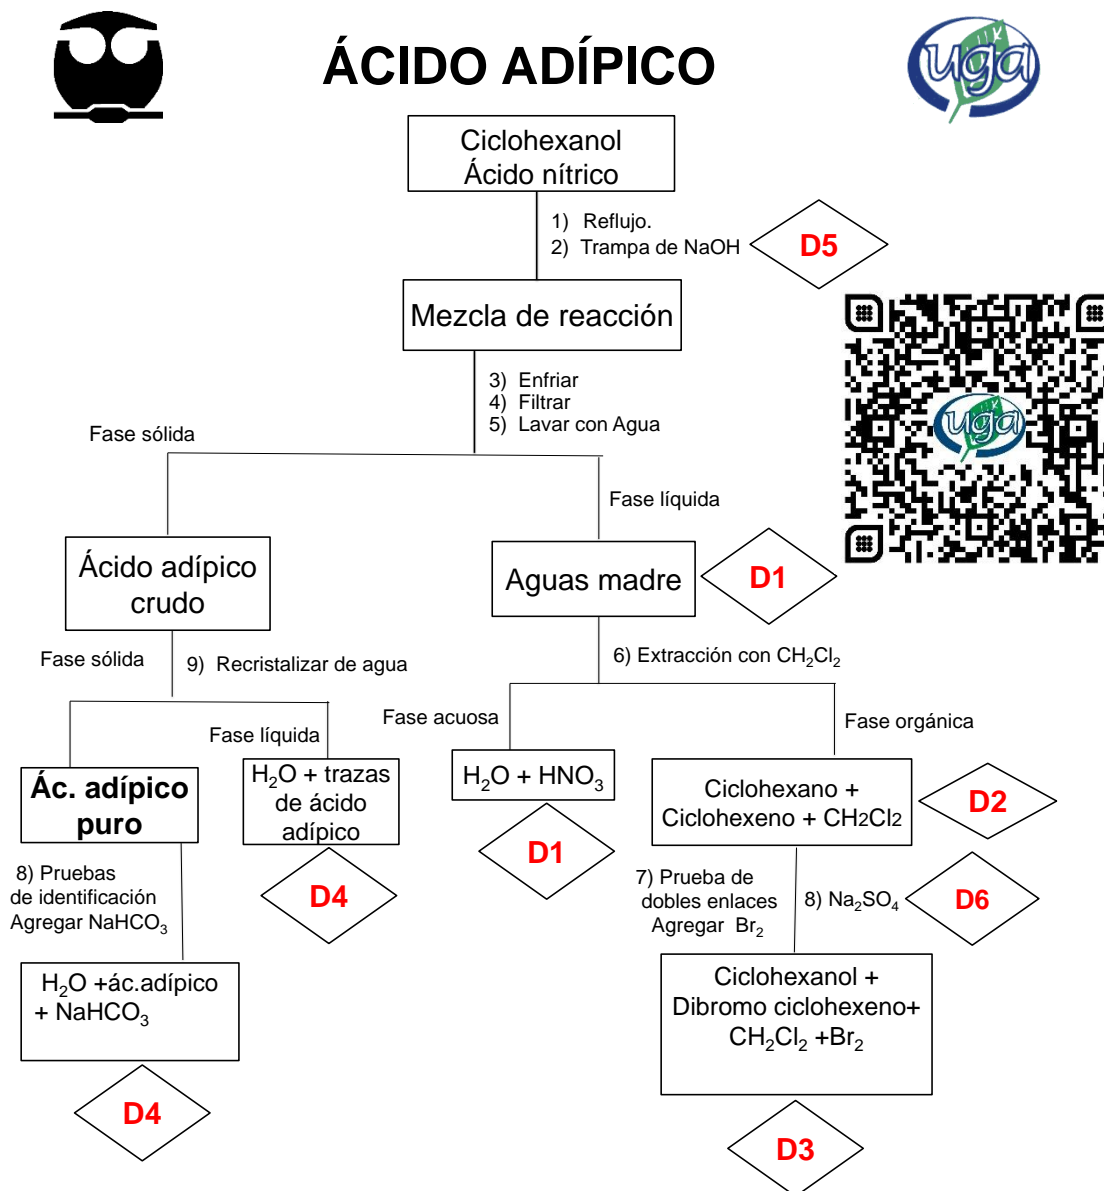 ÁCIDO ADÍPICO
uga
Ciclohexanol
Ácido nítrico
1) Reflujo.
2) Trampa de NaOH
D5
Mezcla de reacción
uga
3) Enfriar
4) Filtrar
5) Lavar con Agua
Fase sólida
Fase líquida
Ácido adípico
crudo
Aguas madre
D1
Fase sólida
9) Recristalizar de agua
6) Extracción con CH₂Cl₂
Fase líquida
Fase acuosa
Fase orgánica
Ác. adípico
puro
H₂O + trazas
de ácido
adípico
H₂O + HNO₃
Ciclohexano +
Ciclohexeno + CH2Cl2
D2
D4
D1
8) Pruebas
de identificación
Agregar NaHCO₃
7) Prueba de
dobles enlaces
Agregar Br₂
8) Na₂SO₄
D6
H₂O +ác.adípico
+ NaHCO₃
Ciclohexanol +
Dibromo ciclohexeno+
CH₂Cl₂ +Br₂
D4
D3